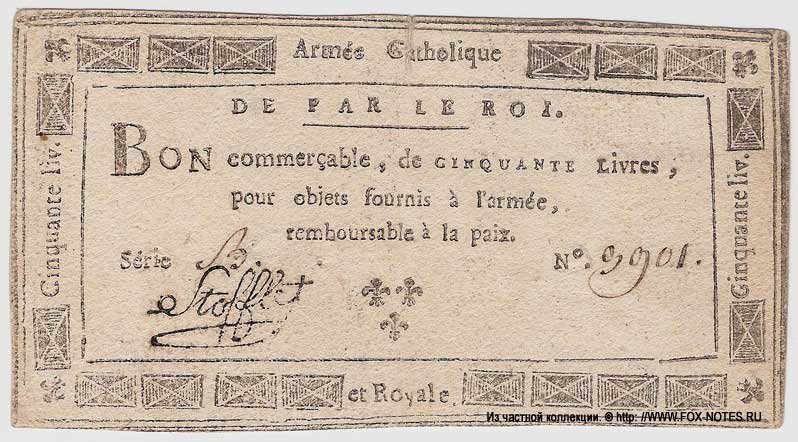 Armée Catholique
DE PAR LE ROI.
BON commerçable, de CINQUANTE Livres,
pour objets fournis à l'armée,
remboursable à la paix.
Série B. N°. 9901.
Stofflet
Cinquante liv.
Cinquante liv.
et Royale.
Из частной коллекции. © http: //WWW.FOX-NOTES.RU